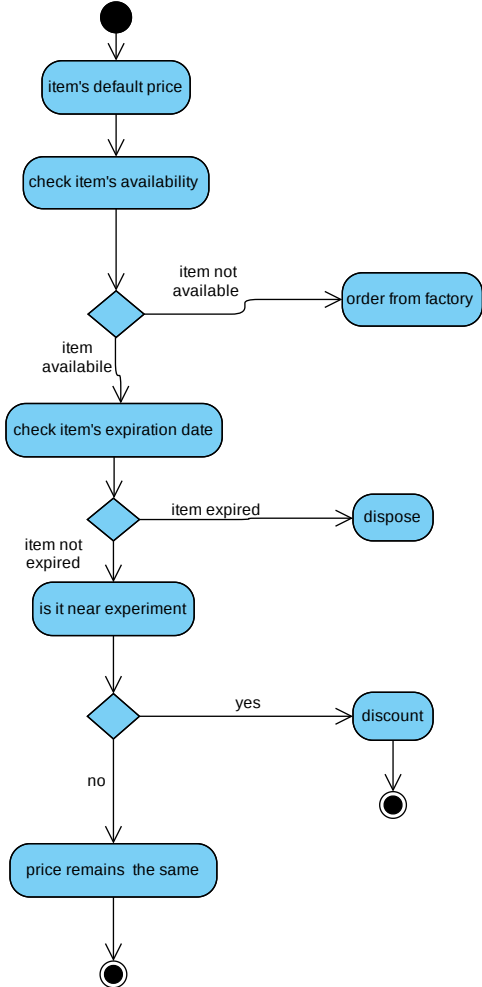 item's default price
check item's availability
item not
available
order from factory
item
availabile
check item's expiration date
item expired
dispose
item not
expired
is it near experiment
yes
discount
no
price remains the same